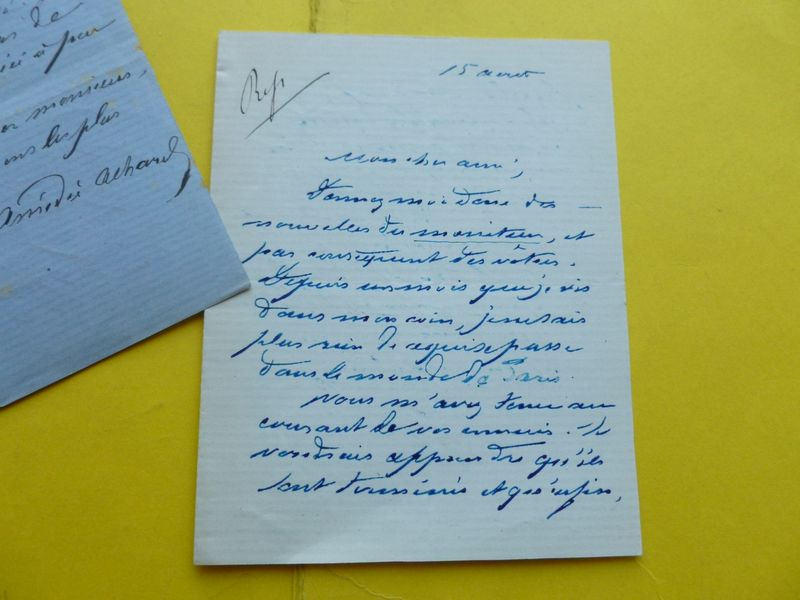 as de
à par
monsieur,
les plus
Amédée Achard
Rep
15 août
Mon cher ami,
Donnez moi donc des
nouvelles du moniteur, et
par conséquent des vôtres.
Depuis un mois que je vis
dans mon coin, je ne sais
plus rien de ce qui se passe
dans le monde de Paris.
Vous m'avez tenu au
courant de vos ennuis. Je
voudrais apprendre qu'ils
sont terminés et qu'enfin,